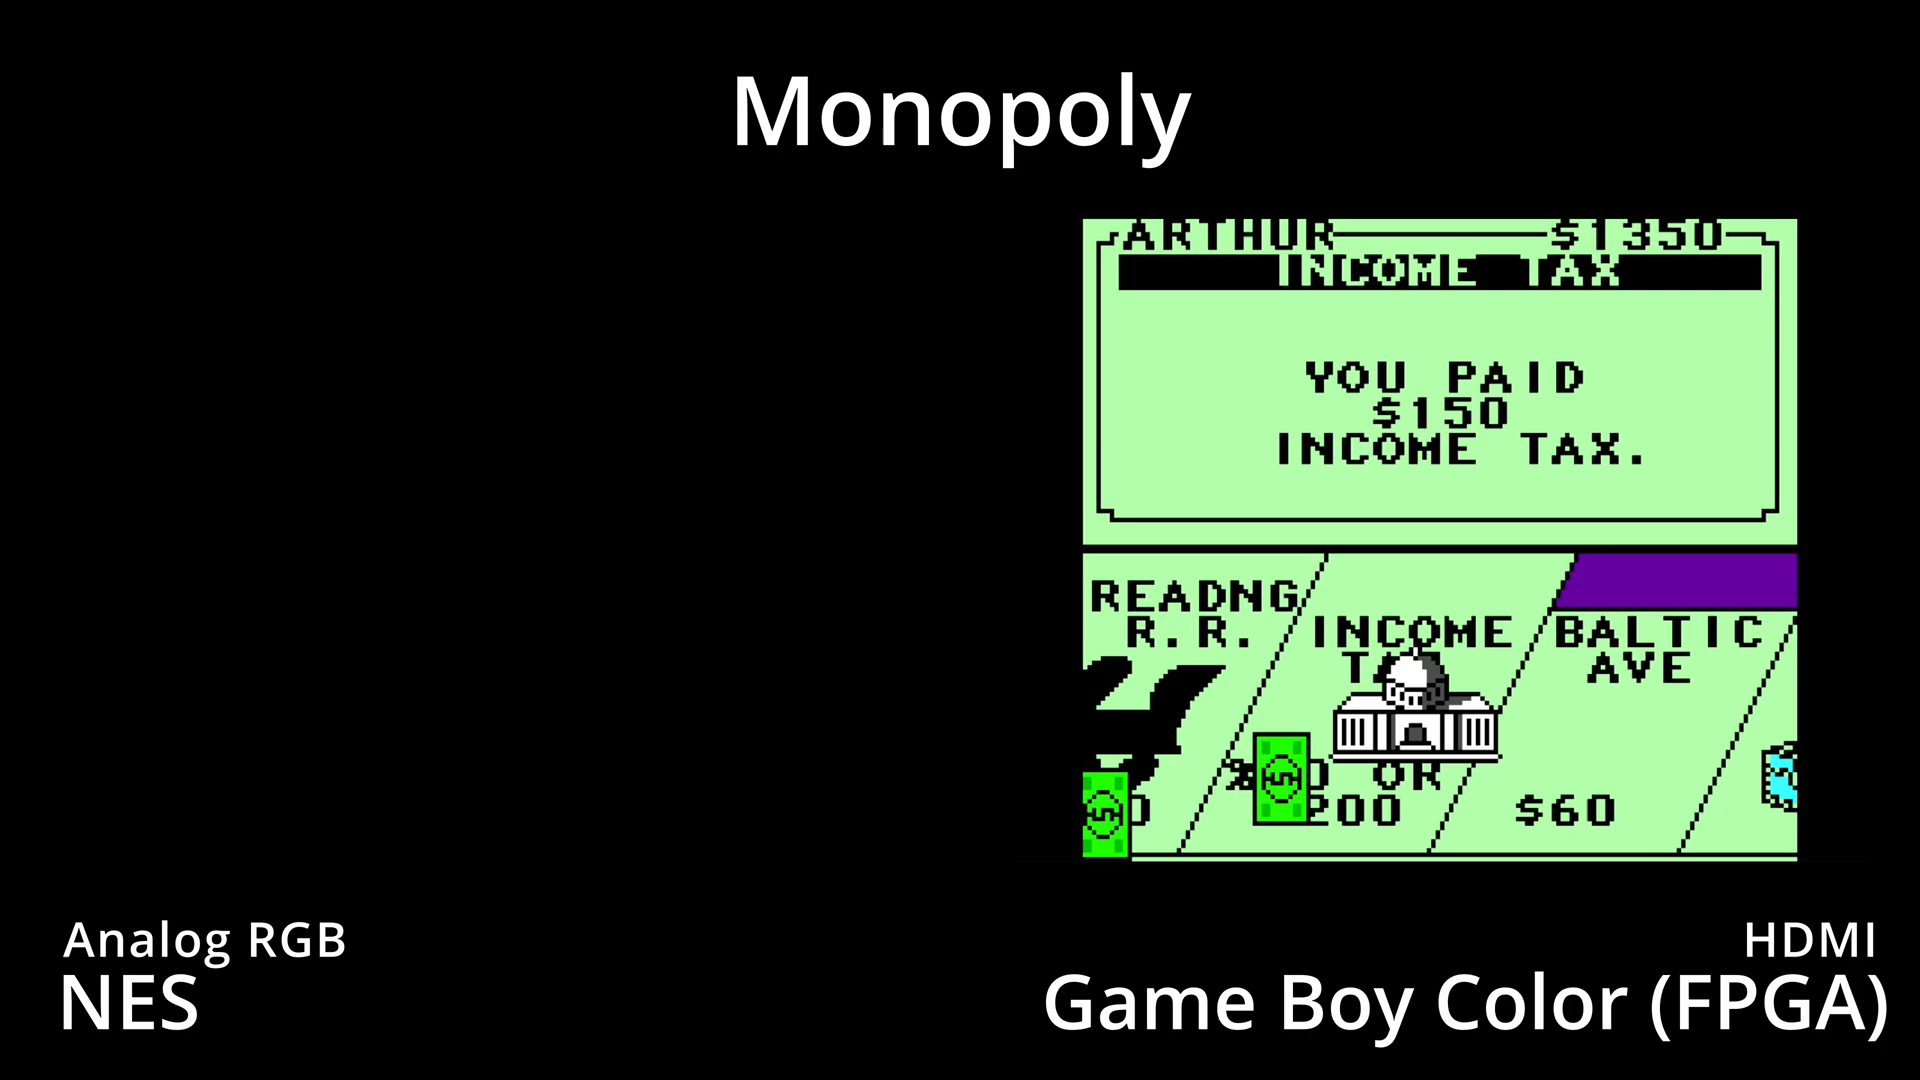 Monopoly
ARTHUR $1350
INCOME TAX
YOU PAID
$150
INCOME TAX.
READNG
R.R.
INCOME
BALTIC
AVE
OR
$60
Analog RGB
NES
HDMI
Game Boy Color (FPGA)